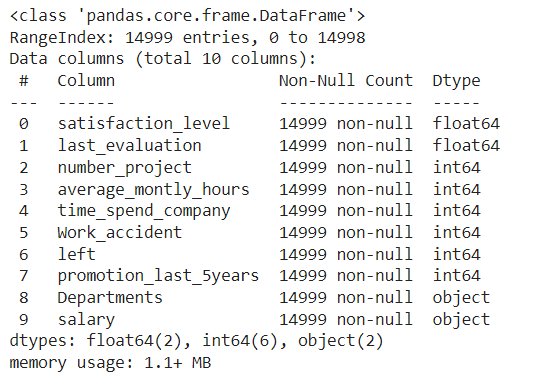 <class 'pandas.core.frame.DataFrame'>
RangeIndex: 14999 entries, 0 to 14998
Data columns (total 10 columns):
 #   Column                 Non-Null Count  Dtype
---  ------                 --------------  -----
 0   satisfaction_level     14999 non-null  float64
 1   last_evaluation        14999 non-null  float64
 2   number_project         14999 non-null  int64
 3   average_montly_hours   14999 non-null  int64
 4   time_spend_company     14999 non-null  int64
 5   Work_accident          14999 non-null  int64
 6   left                   14999 non-null  int64
 7   promotion_last_5years  14999 non-null  int64
 8   Departments            14999 non-null  object
 9   salary                 14999 non-null  object
dtypes: float64(2), int64(6), object(2)
memory usage: 1.1+ MB